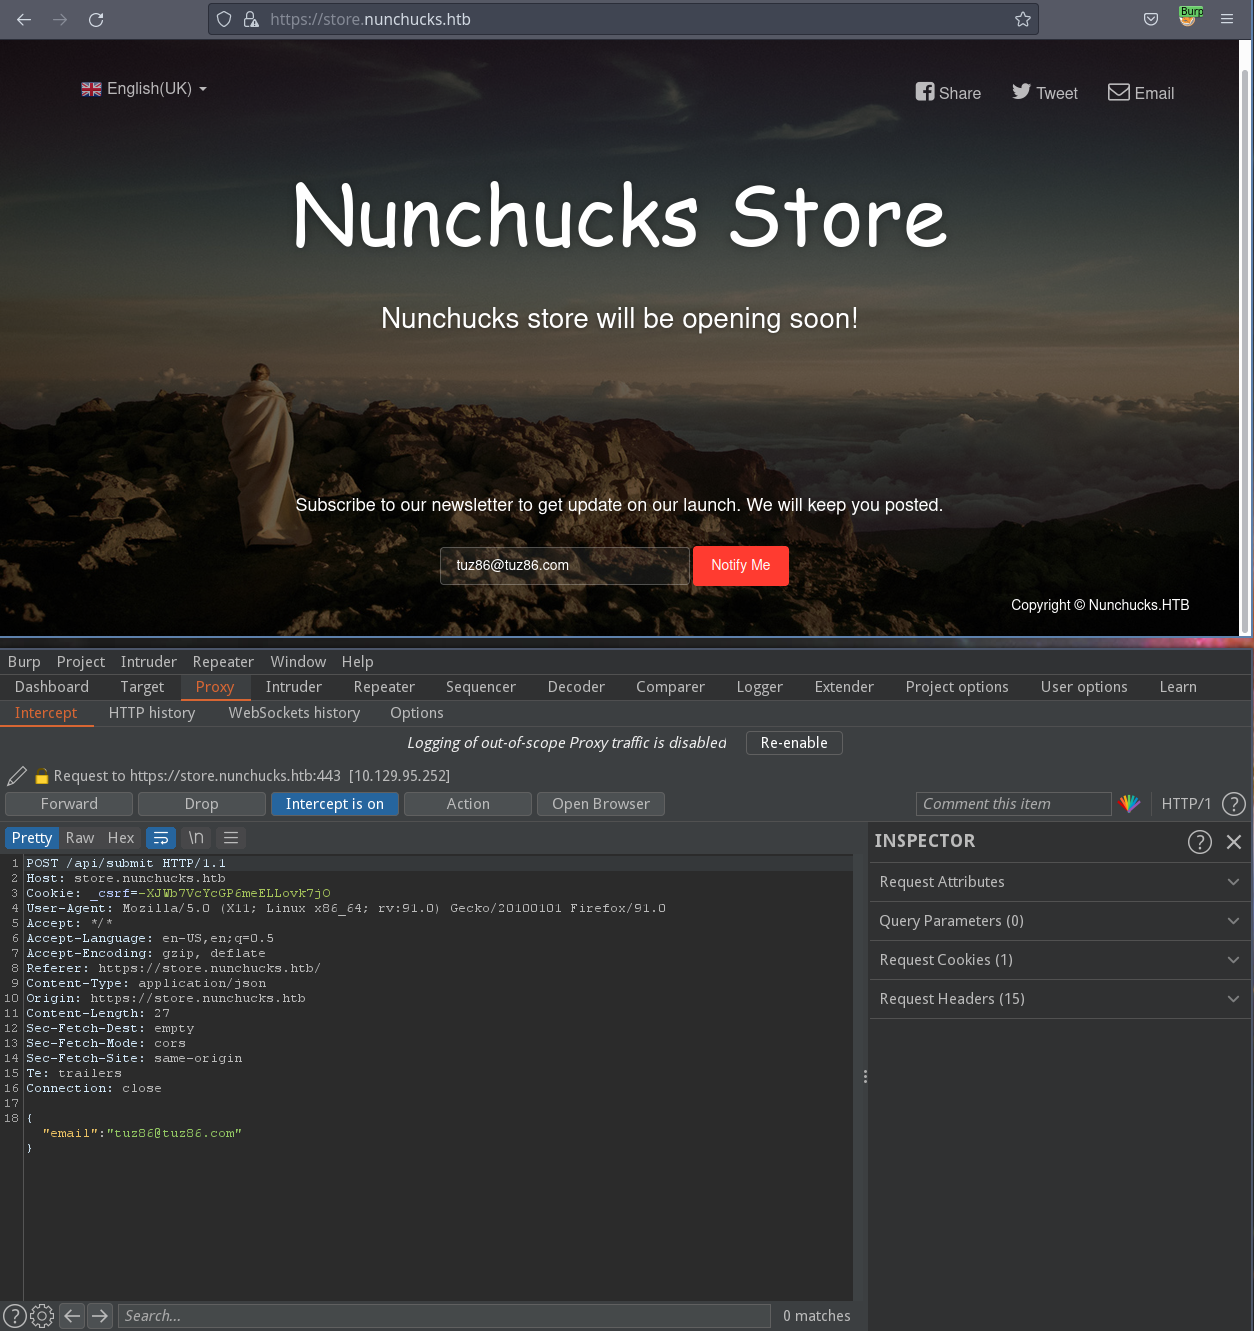 https://store.nunchucks.htb
Burp
English(UK)
Share Tweet Email
Nunchucks Store
Nunchucks store will be opening soon!
Subscribe to our newsletter to get update on our launch. We will keep you posted.
tuz86@tuz86.com Notify Me
Copyright © Nunchucks.HTB
Burp Project Intruder Repeater Window Help
Dashboard Target Proxy Intruder Repeater Sequencer Decoder Comparer Logger Extender Project options User options Learn
Intercept HTTP history WebSockets history Options
Logging of out-of-scope Proxy traffic is disabled Re-enable
Request to https://store.nunchucks.htb:443 [10.129.95.252]
Forward Drop Intercept is on Action Open Browser Comment this item HTTP/1 ?
Pretty Raw Hex \n
INSPECTOR ?
1 POST /api/submit HTTP/1.1
2 Host: store.nunchucks.htb
3 Cookie: _csrf=-XJWb7VcYcGP6meELLovk7jO
4 User-Agent: Mozilla/5.0 (X11; Linux x86_64; rv:91.0) Gecko/20100101 Firefox/91.0
5 Accept: */*
6 Accept-Language: en-US,en;q=0.5
7 Accept-Encoding: gzip, deflate
8 Referer: https://store.nunchucks.htb/
9 Content-Type: application/json
10 Origin: https://store.nunchucks.htb
11 Content-Length: 27
12 Sec-Fetch-Dest: empty
13 Sec-Fetch-Mode: cors
14 Sec-Fetch-Site: same-origin
15 Te: trailers
16 Connection: close
17
18 {
"email":"tuz86@tuz86.com"
}
Request Attributes
Query Parameters (0)
Request Cookies (1)
Request Headers (15)
? Search... 0 matches